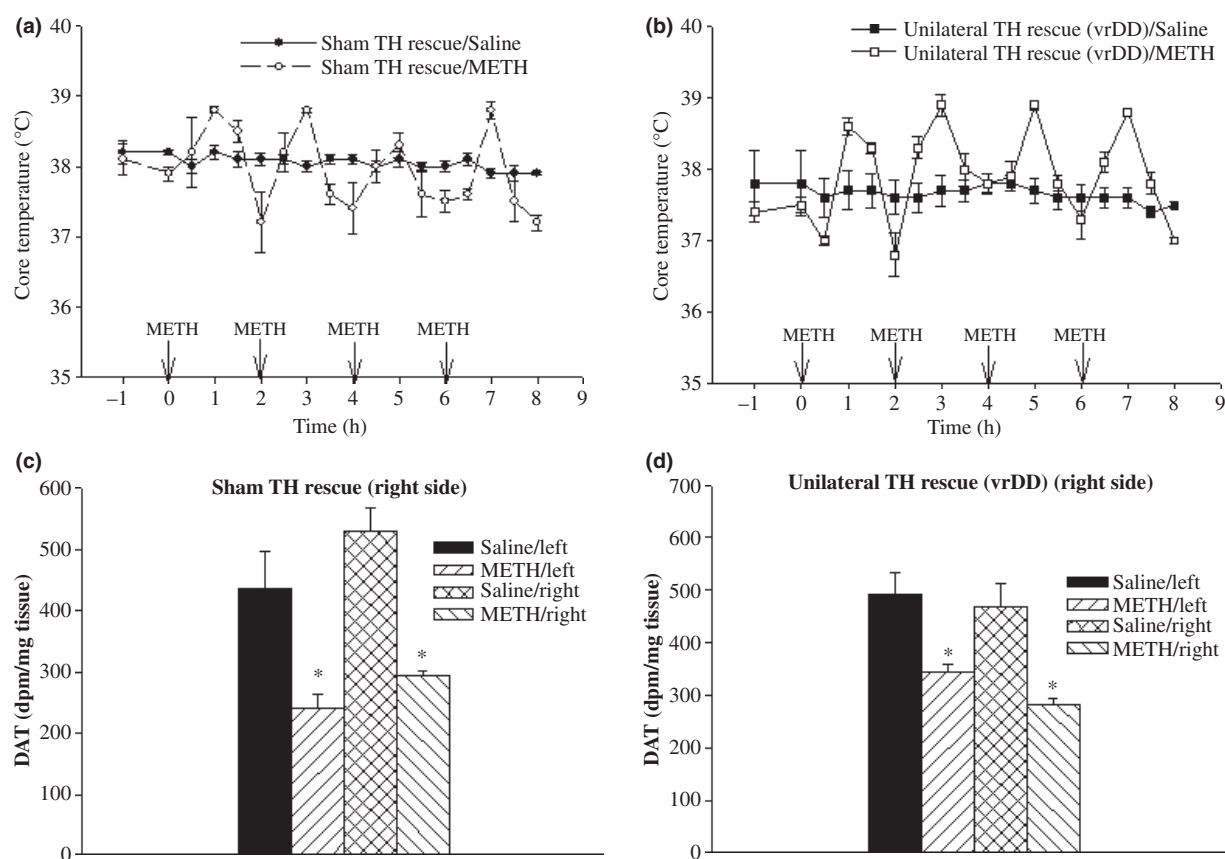 (a)
40
39
38
37
36
35
Core temperature (°C)
Sham TH rescue/Saline
Sham TH rescue/METH
METH METH METH METH
–1 0 1 2 3 4 5 6 7 8 9
Time (h)
(b)
40
39
38
37
36
35
Core temperature (°C)
Unilateral TH rescue (vrDD)/Saline
Unilateral TH rescue (vrDD)/METH
METH METH METH METH
–1 0 1 2 3 4 5 6 7 8 9
Time (h)
(c)
Sham TH rescue (right side)
600
500
400
300
200
100
0
DAT (dpm/mg tissue)
Saline/left
METH/left
Saline/right
METH/right
* *
(d)
Unilateral TH rescue (vrDD) (right side)
700
600
500
400
300
200
100
0
DAT (dpm/mg tissue)
Saline/left
METH/left
Saline/right
METH/right
* *